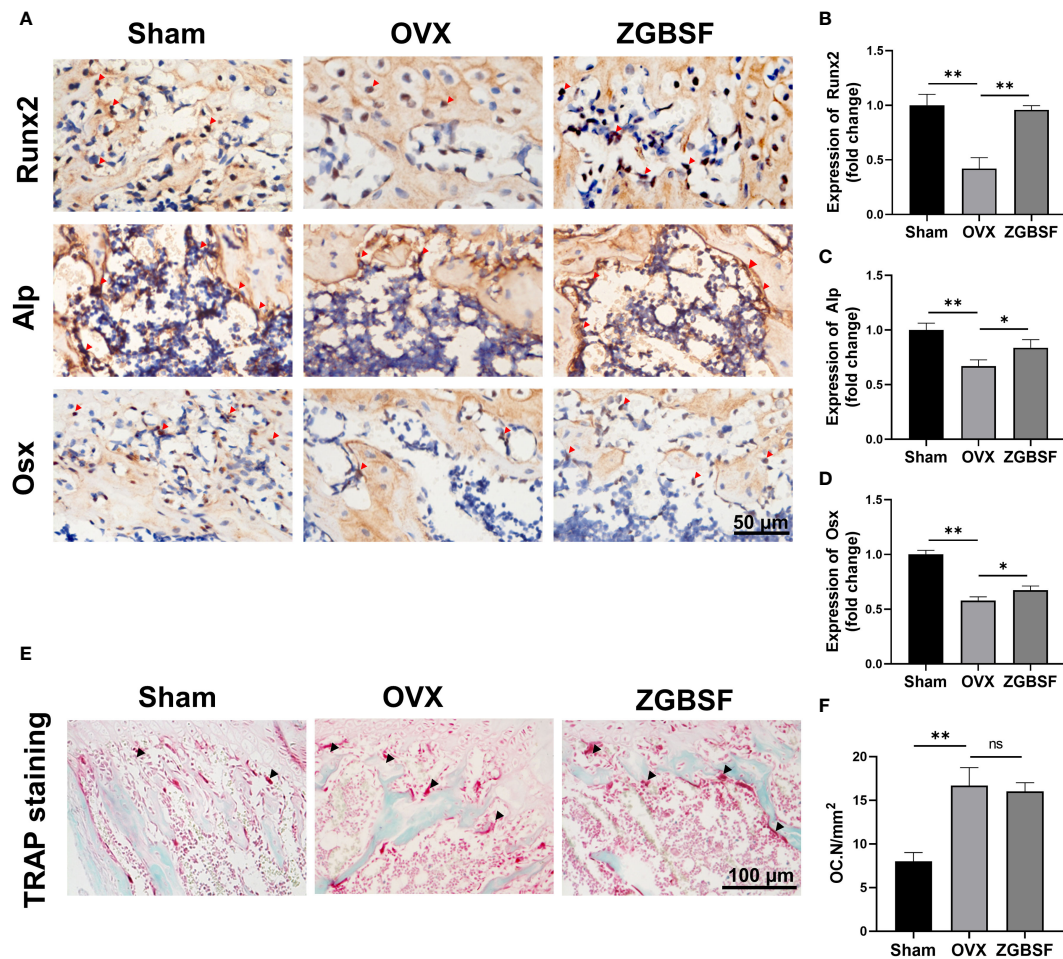 A
Sham
OVX
ZGBSF
Runx2
Alp
Osx
50 µm
B
Expression of Runx2
(fold change)
1.5
1.0
0.5
0.0
**
**
Sham
OVX
ZGBSF
C
Expression of Alp
(fold change)
1.5
1.0
0.5
0.0
**
*
Sham
OVX
ZGBSF
D
Expression of Osx
(fold change)
1.5
1.0
0.5
0.0
**
*
Sham
OVX
ZGBSF
E
Sham
OVX
ZGBSF
TRAP staining
100 µm
F
OC.N/mm²
20
15
10
5
0
**
ns
Sham
OVX
ZGBSF